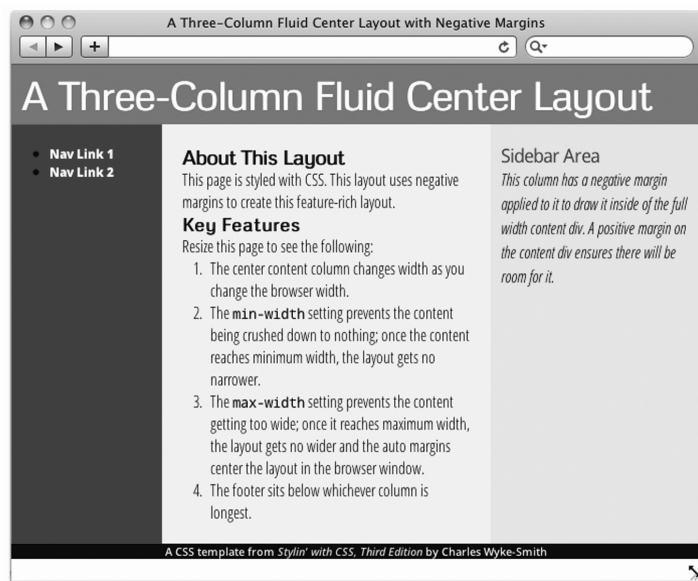 A Three-Column Fluid Center Layout with Negative Margins
A Three-Column Fluid Center Layout
Nav Link 1
Nav Link 2
About This Layout
This page is styled with CSS. This layout uses negative
margins to create this feature-rich layout.
Key Features
Resize this page to see the following:
1. The center content column changes width as you
change the browser width.
2. The min-width setting prevents the content
being crushed down to nothing; once the content
reaches minimum width, the layout gets no
narrower.
3. The max-width setting prevents the content
getting too wide; once it reaches maximum width,
the layout gets no wider and the auto margins
center the layout in the browser window.
4. The footer sits below whichever column is
longest.
Sidebar Area
This column has a negative margin
applied to it to draw it inside of the full
width content div. A positive margin on
the content div ensures there will be
room for it.
A CSS template from Stylin' with CSS, Third Edition by Charles Wyke-Smith